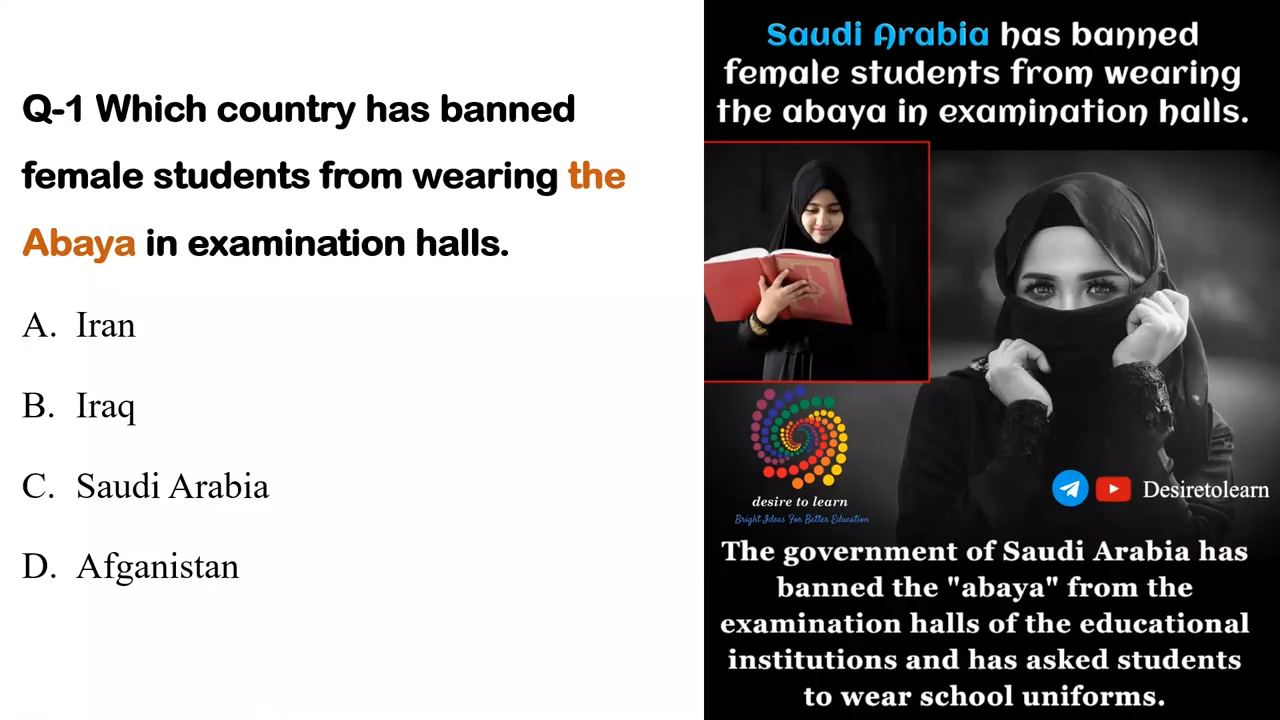 Q-1 Which country has banned
female students from wearing the
Abaya in examination halls.
A. Iran
B. Iraq
C. Saudi Arabia
D. Afganistan
Saudi Arabia has banned
female students from wearing
the abaya in examination halls.
desire to learn
Bright Ideas For Better Education
Desiretolearn
The government of Saudi Arabia has
banned the "abaya" from the
examination halls of the educational
institutions and has asked students
to wear school uniforms.